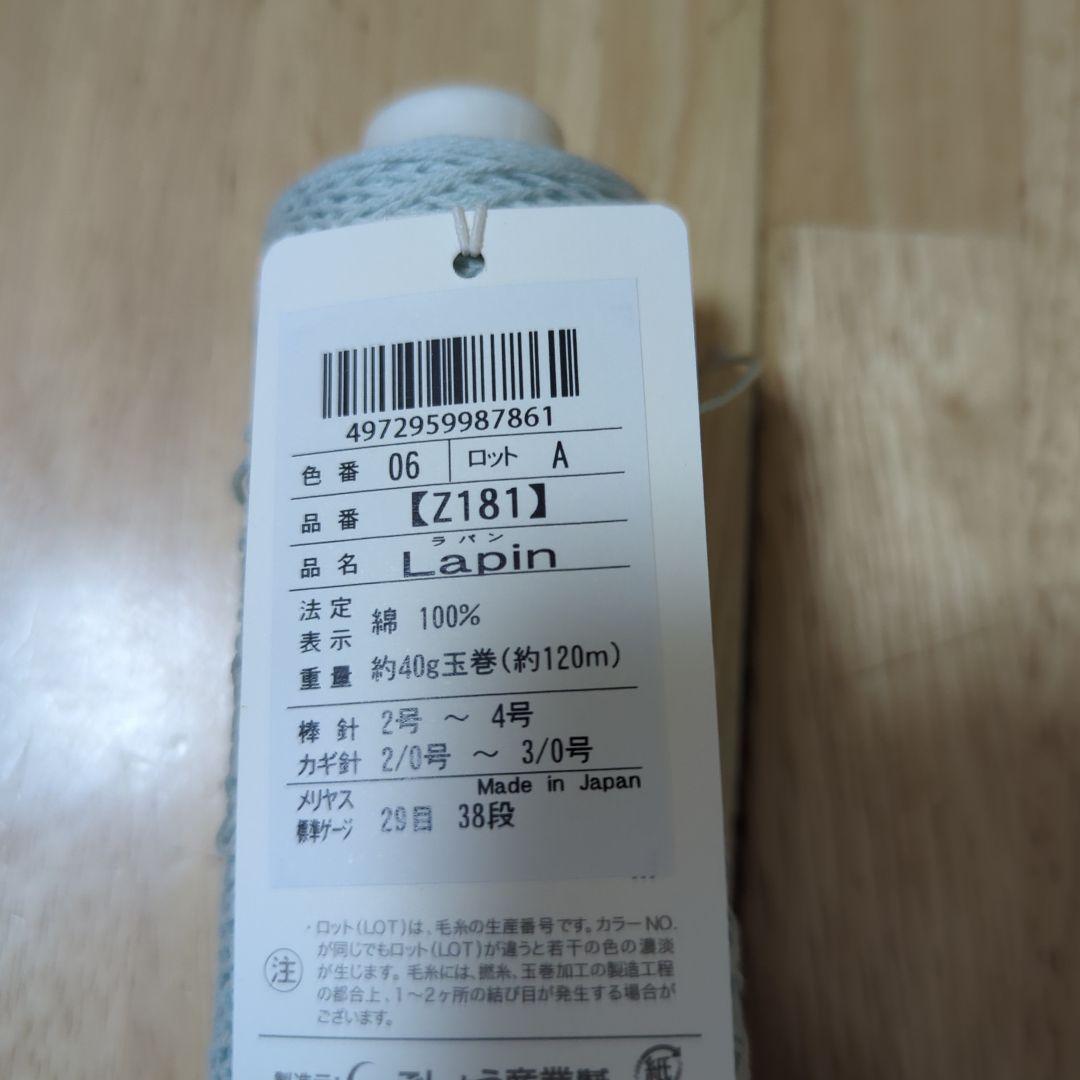 4972959987861
色番 06 ロット A
品番 【Z181】
ラパン
品名 Lapin
法定
表示 綿 100%
重量 約40g玉巻(約120m)
棒針 2号 ～ 4号
カギ針 2/0号 ～ 3/0号
Made in Japan
メリヤス
標準ゲージ 29目 38段
注
・ロット(LOT)は、毛糸の生産番号です。カラーNO.
が同じでもロット(LOT)が違うと若干の色の濃淡
が生じます。毛糸には、撚糸、玉巻加工の製造工程
の都合上、1～2ヶ所の結び目が発生する場合が
ございます。
紙